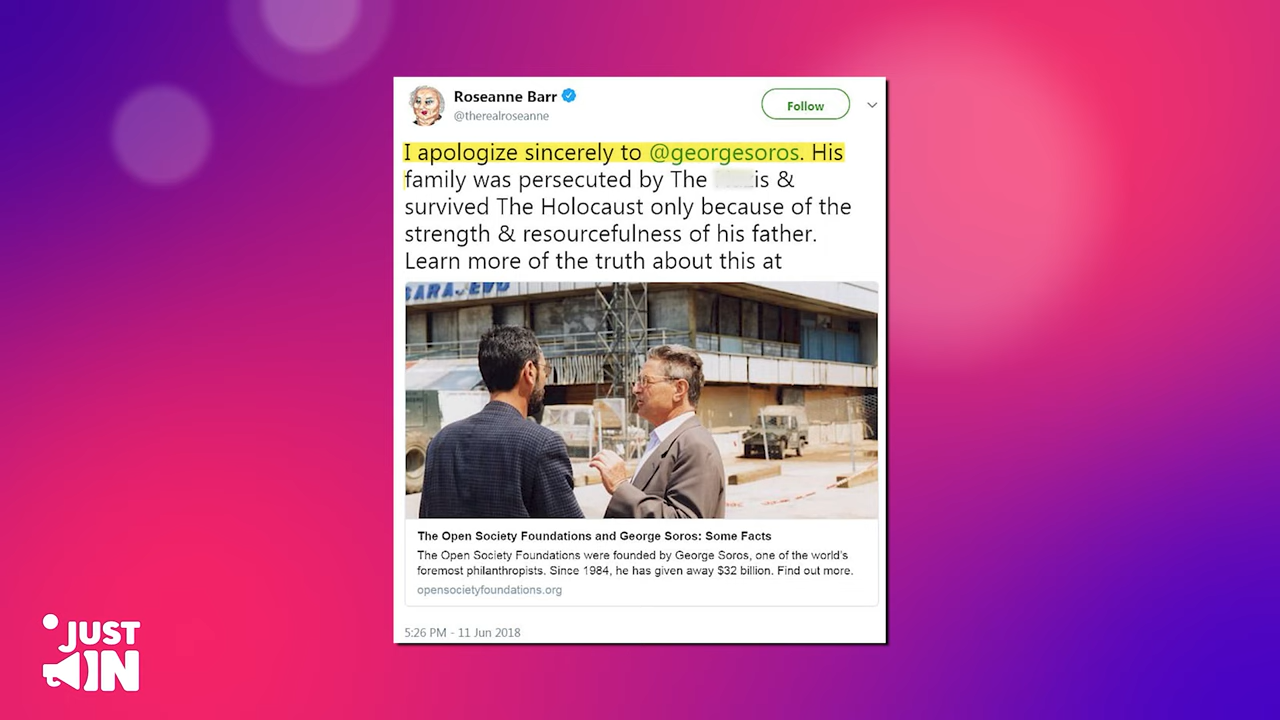 Roseanne Barr
@therealroseanne
Follow
I apologize sincerely to @georgesoros. His
family was persecuted by The is &
survived The Holocaust only because of the
strength & resourcefulness of his father.
Learn more of the truth about this at
SARAJEVO
The Open Society Foundations and George Soros: Some Facts
The Open Society Foundations were founded by George Soros, one of the world's
foremost philanthropists. Since 1984, he has given away $32 billion. Find out more.
opensocietyfoundations.org
5:26 PM - 11 Jun 2018
JUST
IN